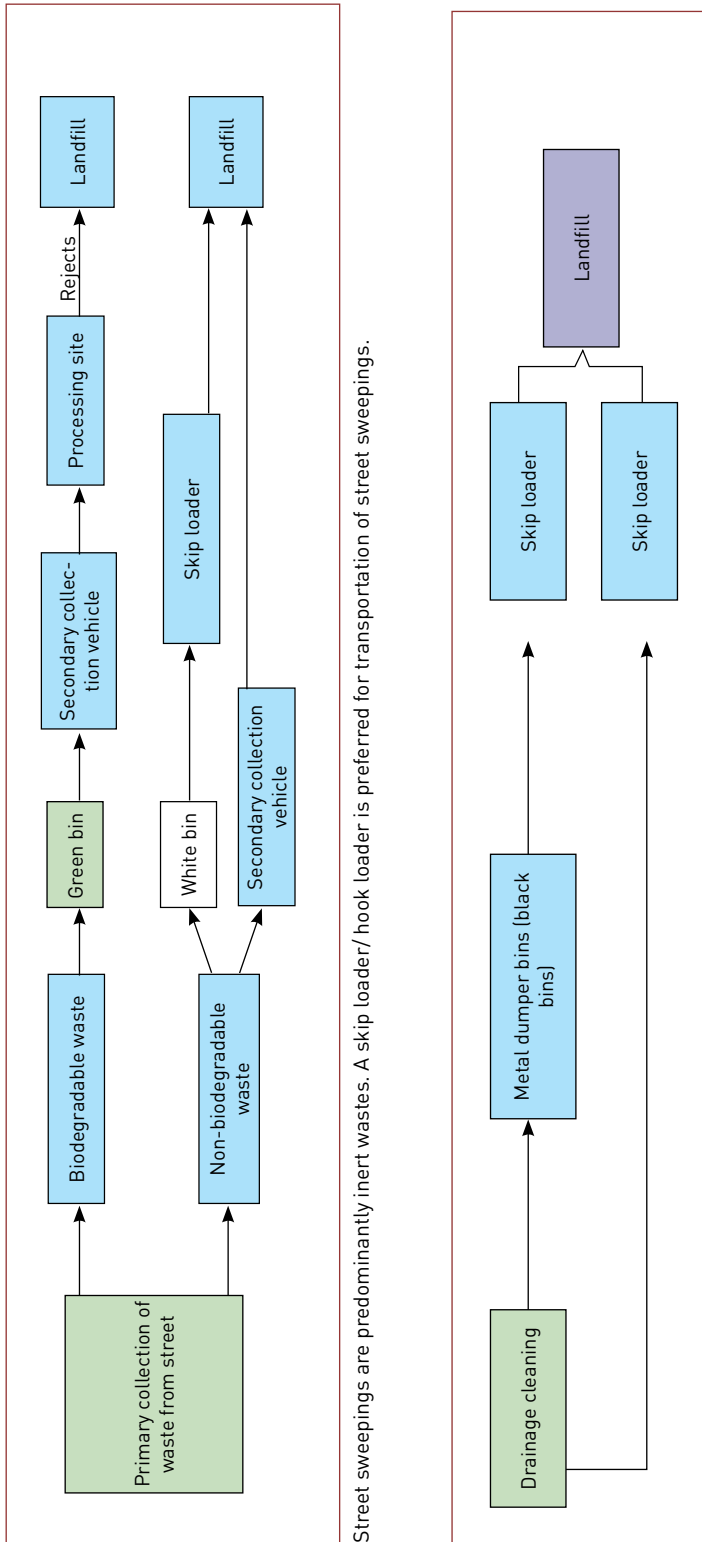 Primary collection of
waste from street
Biodegradable waste
Green bin
Secondary collec-
tion vehicle
Processing site
Rejects
Landfill
Non-biodegradable
waste
White bin
Skip loader
Landfill
Secondary collection
vehicle
Street sweepings are predominantly inert wastes. A skip loader/ hook loader is preferred for transportation of street sweepings.
Drainage cleaning
Metal dumper bins (black
bins)
Skip loader
Skip loader
Landfill